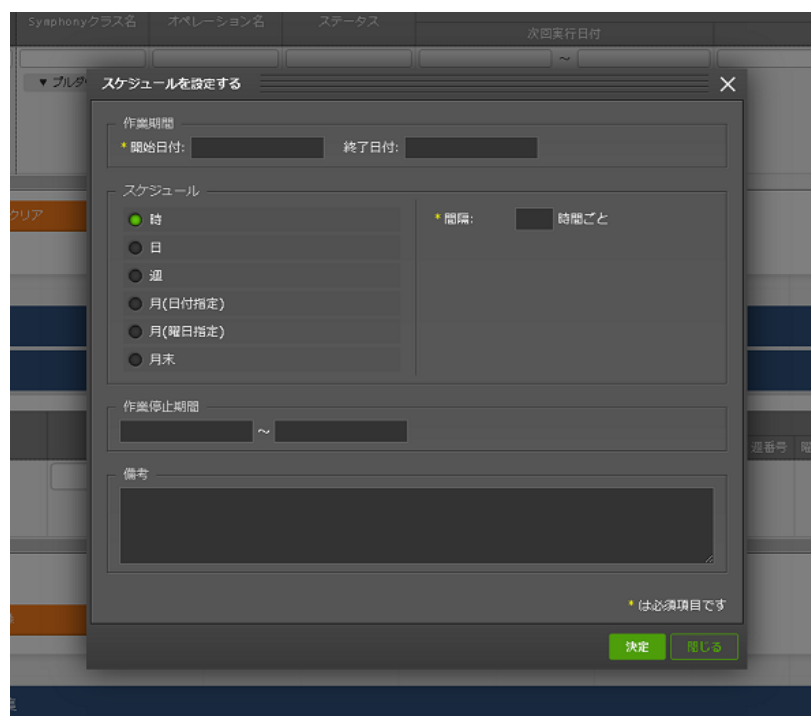 Symphonyクラス名 オペレーション名 ステータス
次回実行日付
~
▼ プルダ
スケジュールを設定する
作業期間
* 開始日付: 終了日付:
スケジュール
時
* 間隔: 時間ごと
日
週
月(日付指定)
月(曜日指定)
月末
クリア
作業停止期間
~
週番号 曜
備考
* は必須項目です
決定 閉じる